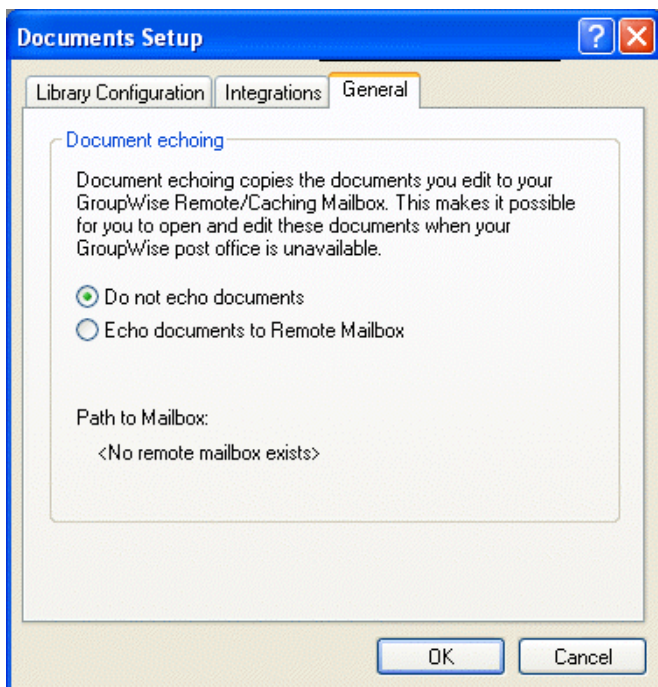 Documents Setup
Library Configuration Integrations General
Document echoing
Document echoing copies the documents you edit to your
GroupWise Remote/Caching Mailbox. This makes it possible
for you to open and edit these documents when your
GroupWise post office is unavailable.
Do not echo documents
Echo documents to Remote Mailbox
Path to Mailbox:
<No remote mailbox exists>
OK Cancel